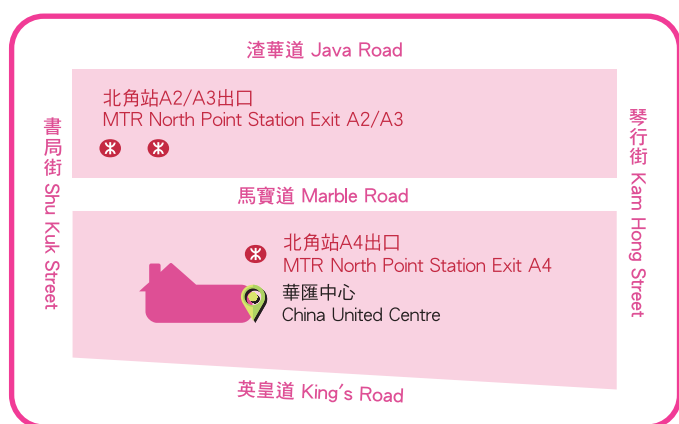 渣華道 Java Road
北角站A2/A3出口
MTR North Point Station Exit A2/A3
書局街 Shu Kuk Street
琴行街 Kam Hong Street
馬寶道 Marble Road
北角站A4出口
MTR North Point Station Exit A4
華匯中心
China United Centre
英皇道 King's Road